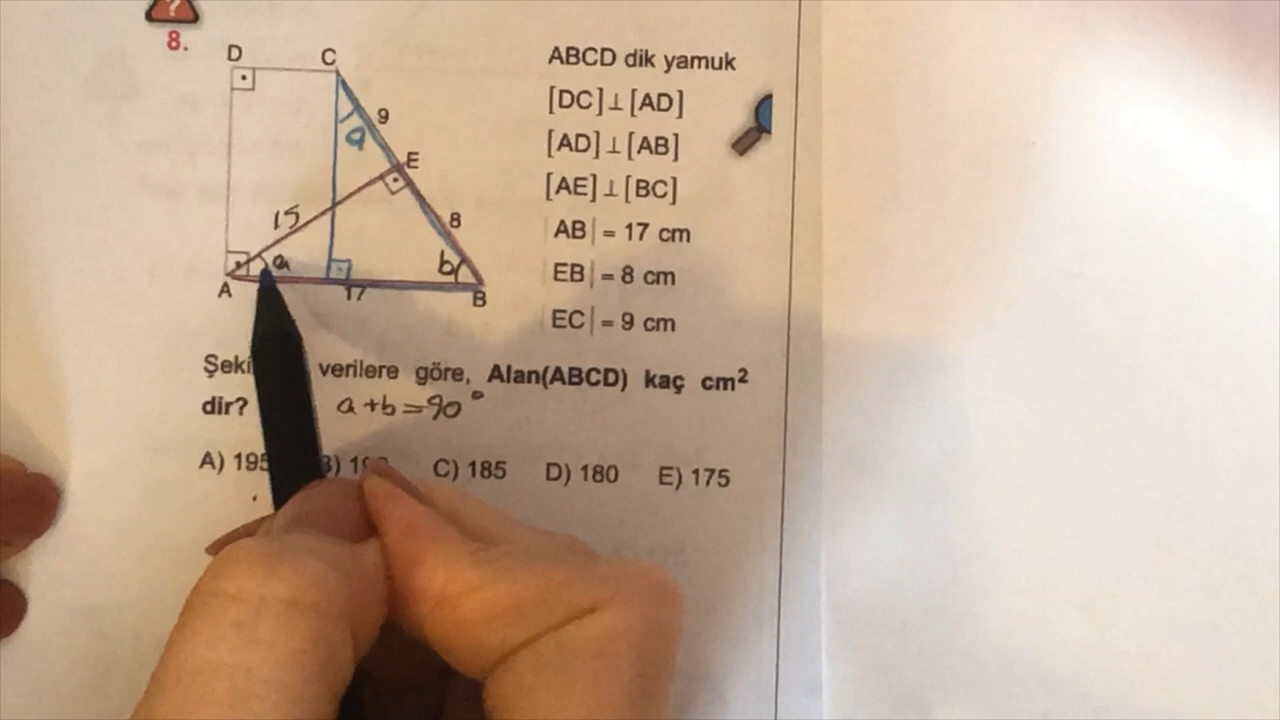 ?
8.
D C
9
a
E
15
8
a
b
A 17 B
ABCD dik yamuk
[DC]⊥[AD]
[AD]⊥[AB]
[AE]⊥[BC]
|AB| = 17 cm
|EB| = 8 cm
|EC| = 9 cm
verilere göre, Alan(ABCD) kaç cm²
dir? a+b=90°
A) 195 C) 185 D) 180 E) 175